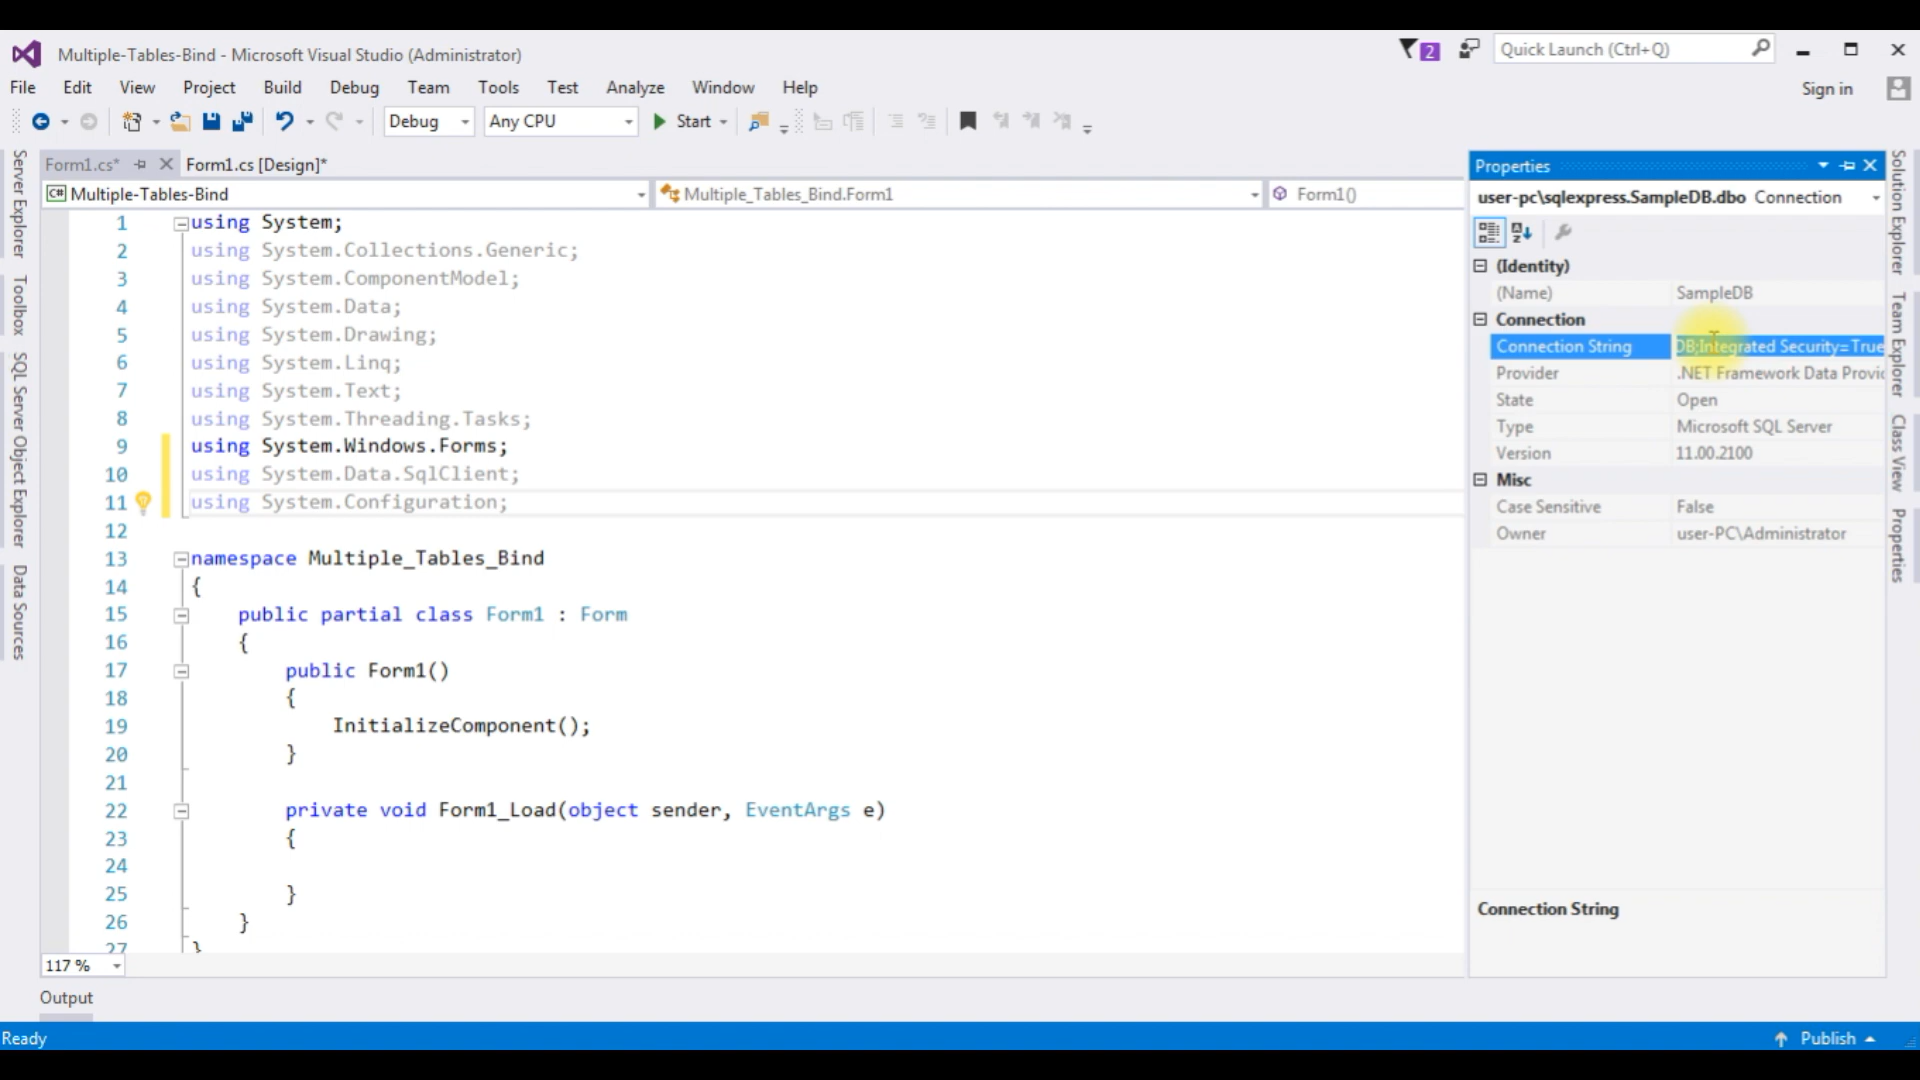 Multiple-Tables-Bind - Microsoft Visual Studio (Administrator)
2
Quick Launch (Ctrl+Q)
File Edit View Project Build Debug Team Tools Test Analyze Window Help
Sign in
Debug
Any CPU
Start
Server Explorer
Toolbox
SQL Server Object Explorer
Data Sources
Form1.cs*
Form1.cs [Design]*
C# Multiple-Tables-Bind
Multiple_Tables_Bind.Form1
Form1()
1 using System;
2 using System.Collections.Generic;
3 using System.ComponentModel;
4 using System.Data;
5 using System.Drawing;
6 using System.Linq;
7 using System.Text;
8 using System.Threading.Tasks;
9 using System.Windows.Forms;
10 using System.Data.SqlClient;
11 using System.Configuration;
12
13 namespace Multiple_Tables_Bind
14 {
15 public partial class Form1 : Form
16 {
17 public Form1()
18 {
19 InitializeComponent();
20 }
21
22 private void Form1_Load(object sender, EventArgs e)
23 {
24
25 }
26 }
27 }
117 %
Properties
user-pc\sqlexpress.SampleDB.dbo Connection
(Identity)
(Name) SampleDB
Connection
Connection String DB;Integrated Security=True
Provider .NET Framework Data Provi
State Open
Type Microsoft SQL Server
Version 11.00.2100
Misc
Case Sensitive False
Owner user-PC\Administrator
Connection String
Solution Explorer
Team Explorer
Class View
Properties
Output
Ready
Publish